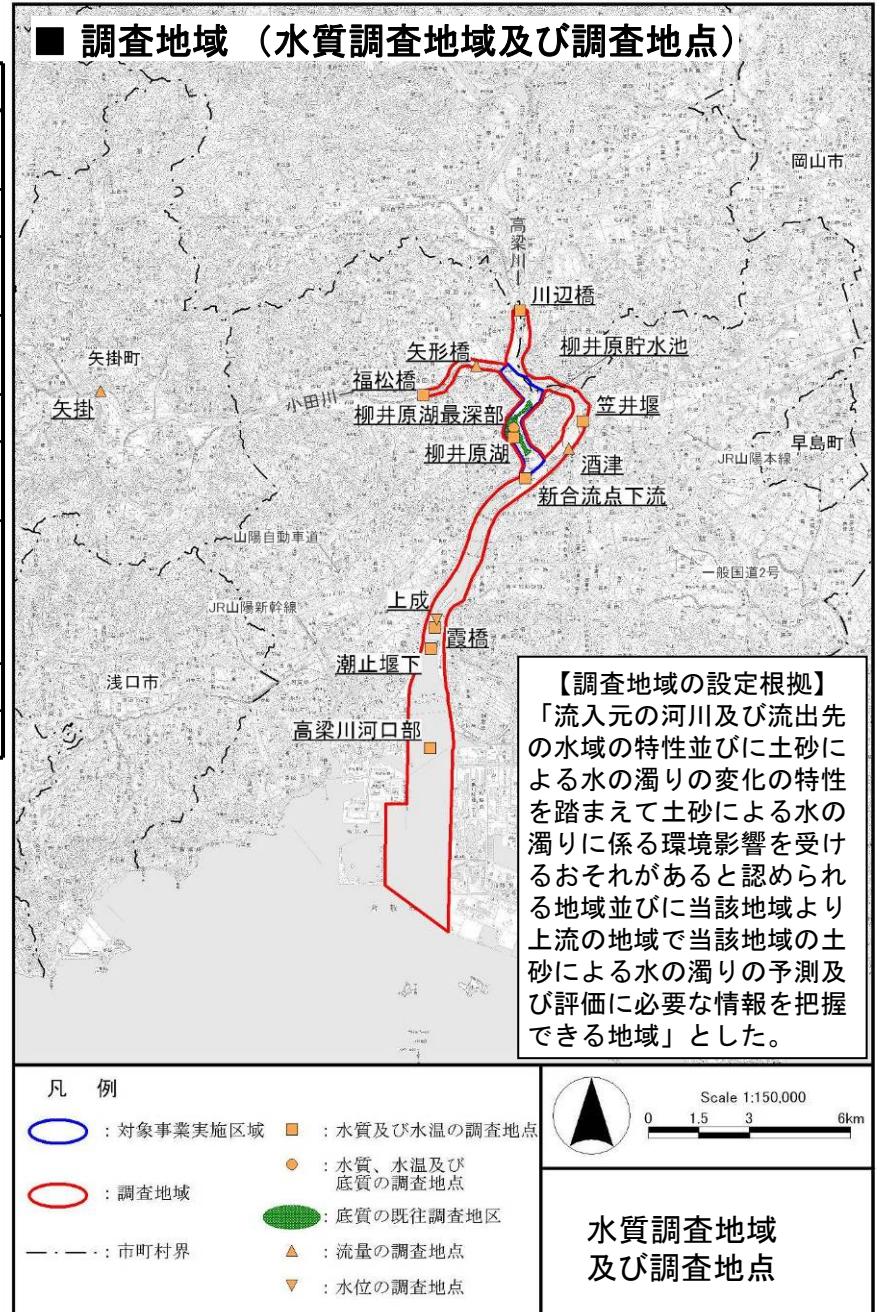 ■ 調査地域 （水質調査地域及び調査地点）
岡山市
高梁川
川辺橋
矢形橋
柳井原貯水池
矢掛町
福松橋
小田川
矢掛
笠井堰
柳井原湖最深部
早島町
柳井原湖
酒津
JR山陽本線
新合流点下流
山陽自動車道
一般国道2号
JR山陽新幹線
上成
霞橋
潮止堰下
浅口市
高梁川河口部
【調査地域の設定根拠】
「流入元の河川及び流出先
の水域の特性並びに土砂に
よる水の濁りの変化の特性
を踏まえて土砂による水の
濁りに係る環境影響を受け
るおそれがあると認められ
る地域並びに当該地域より
上流の地域で当該地域の土
砂による水の濁りの予測及
び評価に必要な情報を把握
できる地域」とした。
凡 例
：対象事業実施区域
：調査地域
：市町村界
：水質及び水温の調査地点
：水質、水温及び
底質の調査地点
：底質の既往調査地区
：流量の調査地点
：水位の調査地点
Scale 1:150,000
0 1.5 3 6km
水質調査地域
及び調査地点